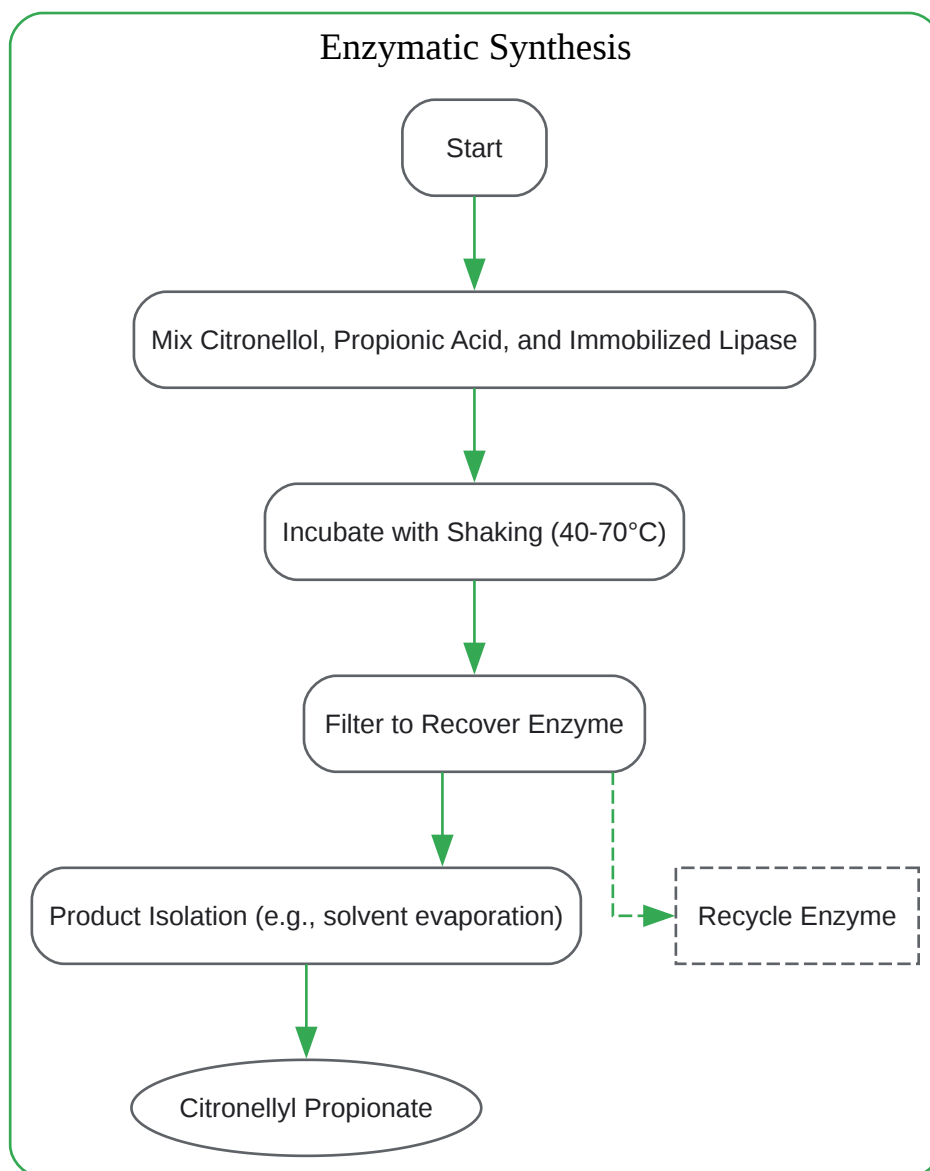 Enzymatic Synthesis
Start
Mix Citronellol, Propionic Acid, and Immobilized Lipase
Incubate with Shaking (40-70°C)
Filter to Recover Enzyme
Product Isolation (e.g., solvent evaporation)
Recycle Enzyme
Citronellyl Propionate